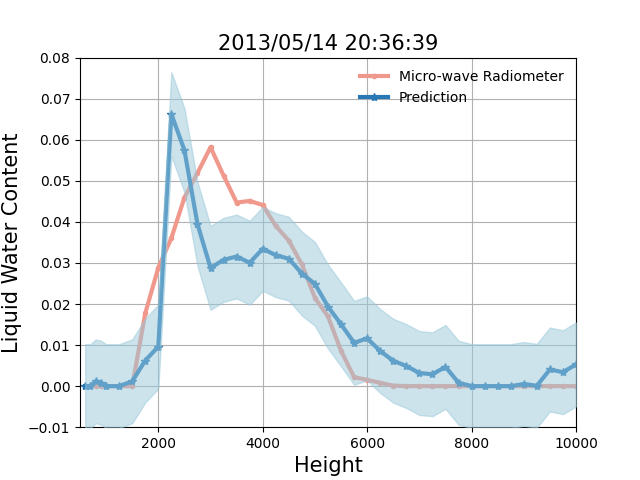 2013/05/14 20:36:39
Micro-wave Radiometer
Prediction
Liquid Water Content
0.08
0.07
0.06
0.05
0.04
0.03
0.02
0.01
0.00
−0.01
2000 4000 6000 8000 10000
Height